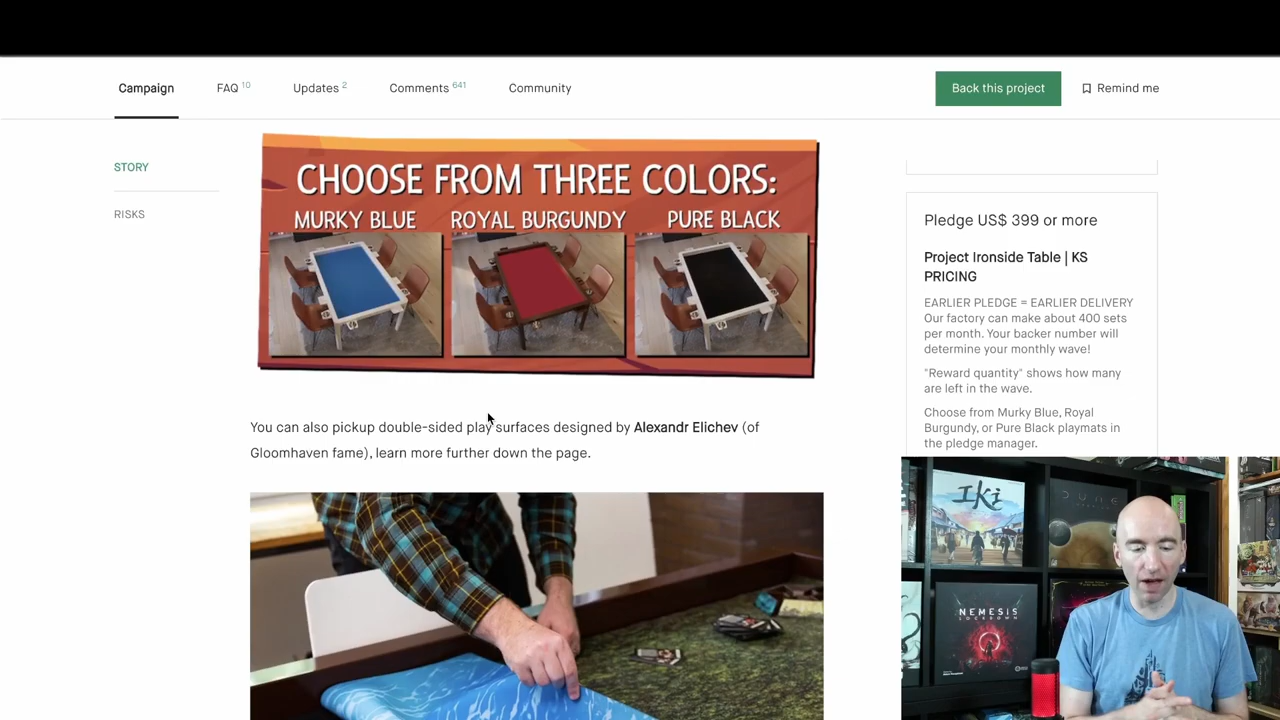 Campaign
FAQ 10
Updates 2
Comments 641
Community
Back this project
Remind me
STORY
RISKS
CHOOSE FROM THREE COLORS:
MURKY BLUE
ROYAL BURGUNDY
PURE BLACK
You can also pickup double-sided play surfaces designed by Alexandr Elichev (of
Gloomhaven fame), learn more further down the page.
Pledge US$ 399 or more
Project Ironside Table | KS
PRICING
EARLIER PLEDGE = EARLIER DELIVERY
Our factory can make about 400 sets
per month. Your backer number will
determine your monthly wave!
"Reward quantity" shows how many
are left in the wave.
Choose from Murky Blue, Royal
Burgundy, or Pure Black playmats in
the pledge manager.
Iki
DUNE
NEMESIS
LOCKDOWN